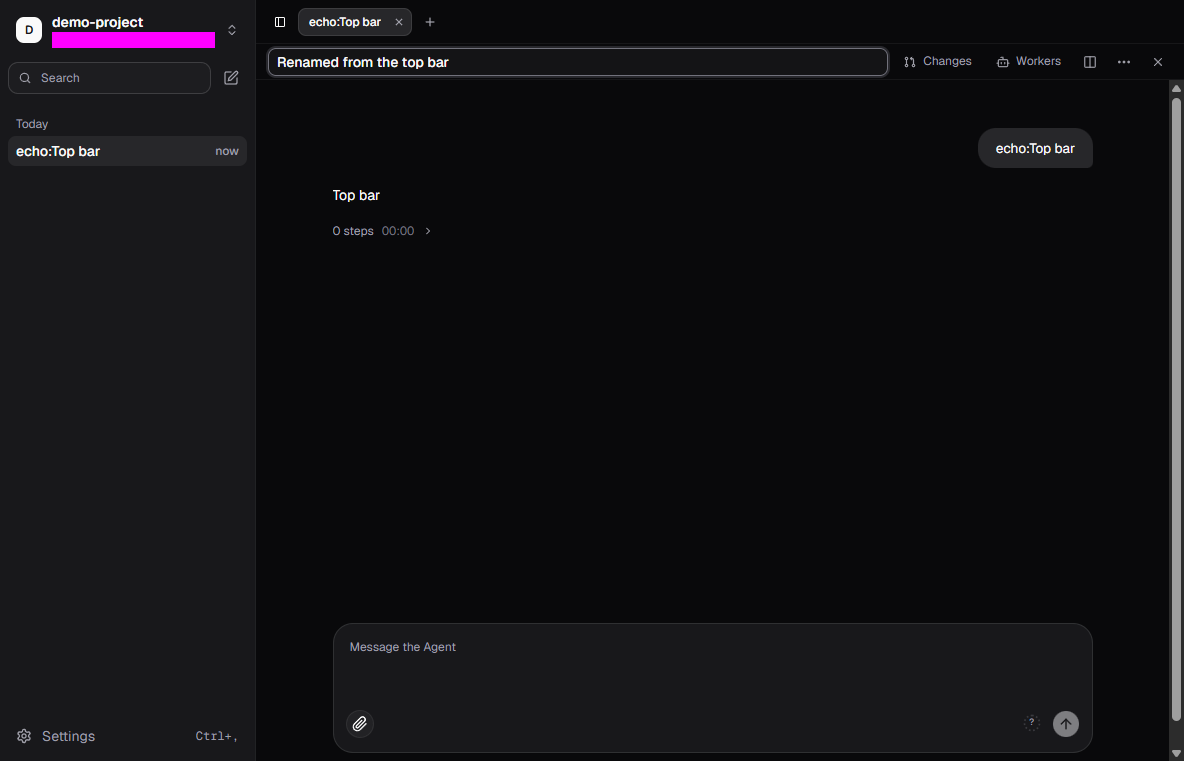 D
demo-project
Search
Today
echo:Top bar now
Settings Ctrl+,
echo:Top bar
Renamed from the top bar
Changes Workers
echo:Top bar
Top bar
0 steps 00:00
Message the Agent
?